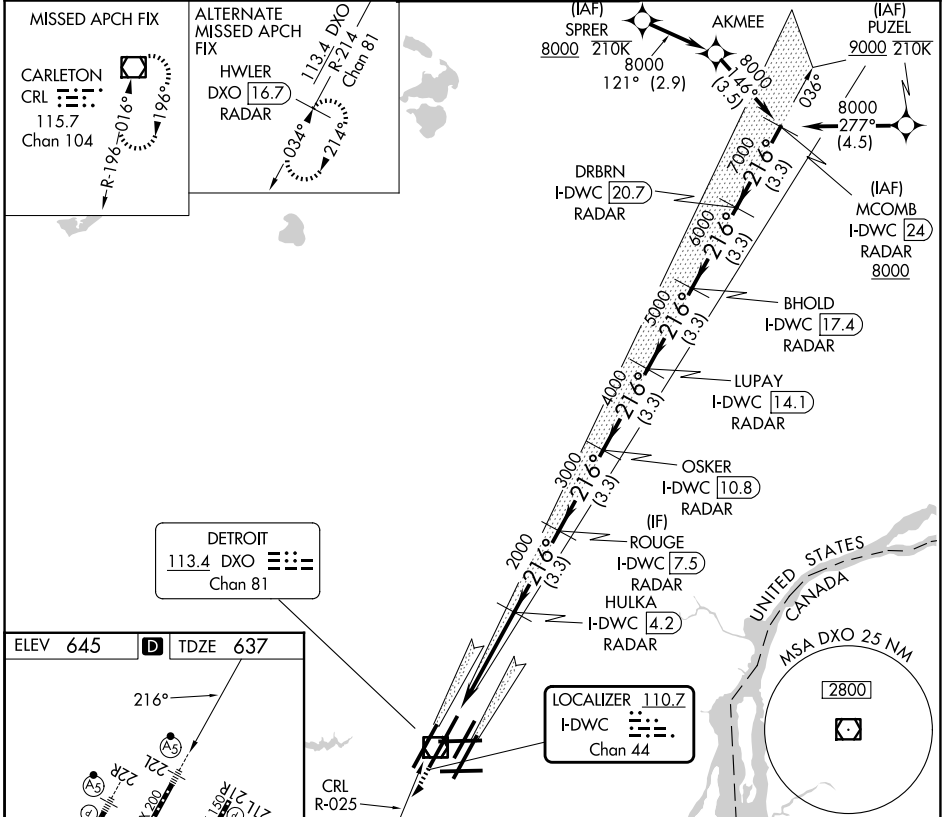 MISSED APCH FIX
CARLETON
CRL
115.7
Chan 104
R-196
016°
196°
ALTERNATE
MISSED APCH
FIX
HWLER
DXO 16.7
RADAR
113.4 DXO
R-214
Chan 81
034°
214°
(IAF)
SPRER
8000 210K
8000
121° (2.9)
AKMEE
8000
146°
(3.5)
036°
(IAF)
PUZEL
9000 210K
8000
277°
(4.5)
(IAF)
MCOMB
I-DWC 24
RADAR
8000
7000
216°
(3.3)
DRBRN
I-DWC 20.7
RADAR
6000
216°
(3.3)
BHOLD
I-DWC 17.4
RADAR
5000
216°
(3.3)
LUPAY
I-DWC 14.1
RADAR
4000
216°
(3.3)
OSKER
I-DWC 10.8
RADAR
3000
216°
(3.3)
(IF)
ROUGE
I-DWC 7.5
RADAR
2000
216°
(3.3)
HULKA
I-DWC 4.2
RADAR
DETROIT
113.4 DXO
Chan 81
UNITED STATES
CANADA
MSA DXO 25 NM
2800
LOCALIZER 110.7
I-DWC
Chan 44
CRL
R-025
ELEV 645 D TDZE 637
216°
A5
22R
A5
22L
X 200
150
21L
21R